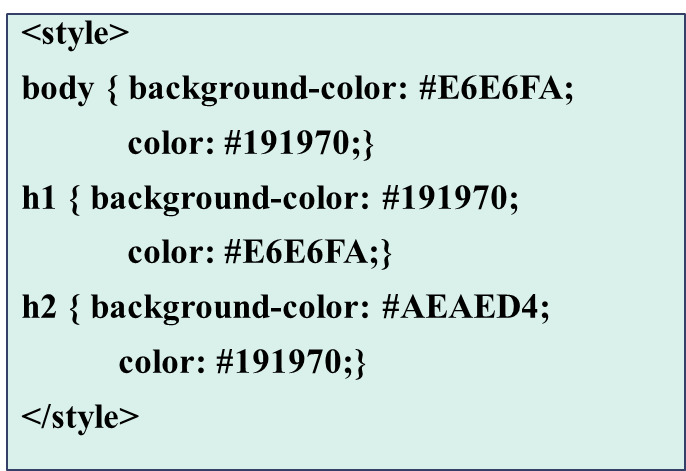 <style>
body { background-color: #E6E6FA;
color: #191970;}
h1 { background-color: #191970;
color: #E6E6FA;}
h2 { background-color: #AEAED4;
color: #191970;}
</style>